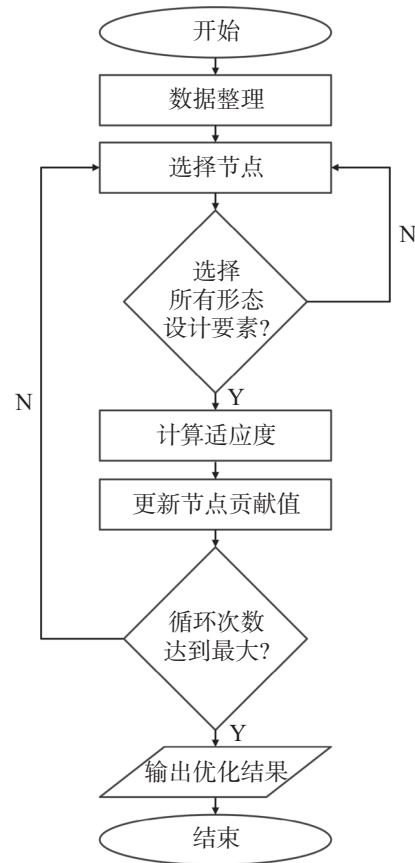 开始
数据整理
选择节点
N
选择
所有形态
设计要素?
N
Y
计算适应度
更新节点贡献值
循环次数
达到最大?
Y
输出优化结果
结束